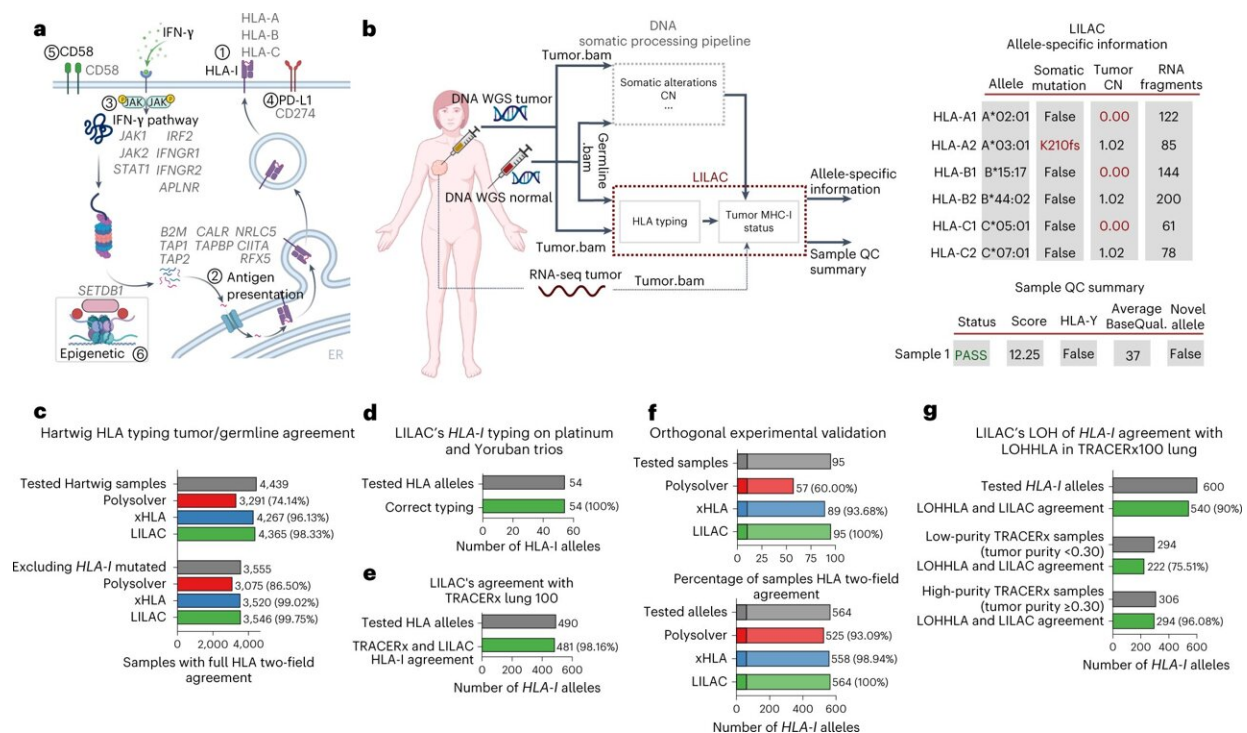 a
IFN-γ
HLA-A
HLA-B
HLA-C
⑤CD58
CD58
①
HLA-I
③
P
JAK JAK
P
④PD-L1
CD274
IFN-γ pathway
JAK1 IRF2
JAK2 IFNGR1
STAT1 IFNGR2
APLNR
B2M CALR NRLC5
TAP1 TAPBP CIITA
TAP2 RFX5
② Antigen
presentation
SETDB1
Epigenetic ⑥
ER
b
DNA
somatic processing pipeline
Tumor.bam
Somatic alterations
CN
...
DNA WGS tumor
Germline
.bam
DNA WGS normal
LILAC
HLA typing
Tumor MHC-I
status
Allele-specific
information
Sample QC
summary
Tumor.bam
RNA-seq tumor
Tumor.bam
LILAC
Allele-specific information
Allele Somatic mutation Tumor CN RNA fragments
HLA-A1 A*02:01 False 0.00 122
HLA-A2 A*03:01 K210fs 1.02 85
HLA-B1 B*15:17 False 0.00 144
HLA-B2 B*44:02 False 1.02 200
HLA-C1 C*05:01 False 0.00 61
HLA-C2 C*07:01 False 1.02 78
Sample QC summary
Status Score HLA-Y Average BaseQual. Novel allele
Sample 1 PASS 12.25 False 37 False
c
Hartwig HLA typing tumor/germline agreement
Tested Hartwig samples 4,439
Polysolver 3,291 (74.14%)
xHLA 4,267 (96.13%)
LILAC 4,365 (98.33%)
Excluding HLA-I mutated 3,555
Polysolver 3,075 (86.50%)
xHLA 3,520 (99.02%)
LILAC 3,546 (99.75%)
0 2,000 4,000
Samples with full HLA two-field
agreement
d
LILAC's HLA-I typing on platinum
and Yoruban trios
Tested HLA alleles 54
Correct typing 54 (100%)
0 20 40 60
Number of HLA-I alleles
e
LILAC's agreement with
TRACERx lung 100
Tested HLA alleles 490
TRACERx and LILAC
HLA-I agreement 481 (98.16%)
0 200 400 600
Number of HLA-I alleles
f
Orthogonal experimental validation
Tested samples 95
Polysolver 57 (60.00%)
xHLA 89 (93.68%)
LILAC 95 (100%)
0 25 50 75 100
Percentage of samples HLA two-field
agreement
Tested alleles 564
Polysolver 525 (93.09%)
xHLA 558 (98.94%)
LILAC 564 (100%)
0 200 400 600
Number of HLA-I alleles
g
LILAC's LOH of HLA-I agreement with
LOHHLA in TRACERx100 lung
Tested HLA-I alleles 600
LOHHLA and LILAC agreement 540 (90%)
Low-purity TRACERx samples
(tumor purity <0.30) 294
LOHHLA and LILAC agreement 222 (75.51%)
High-purity TRACERx samples
(tumor purity ≥0.30) 306
LOHHLA and LILAC agreement 294 (96.08%)
0 200 400 600
Number of HLA-I alleles